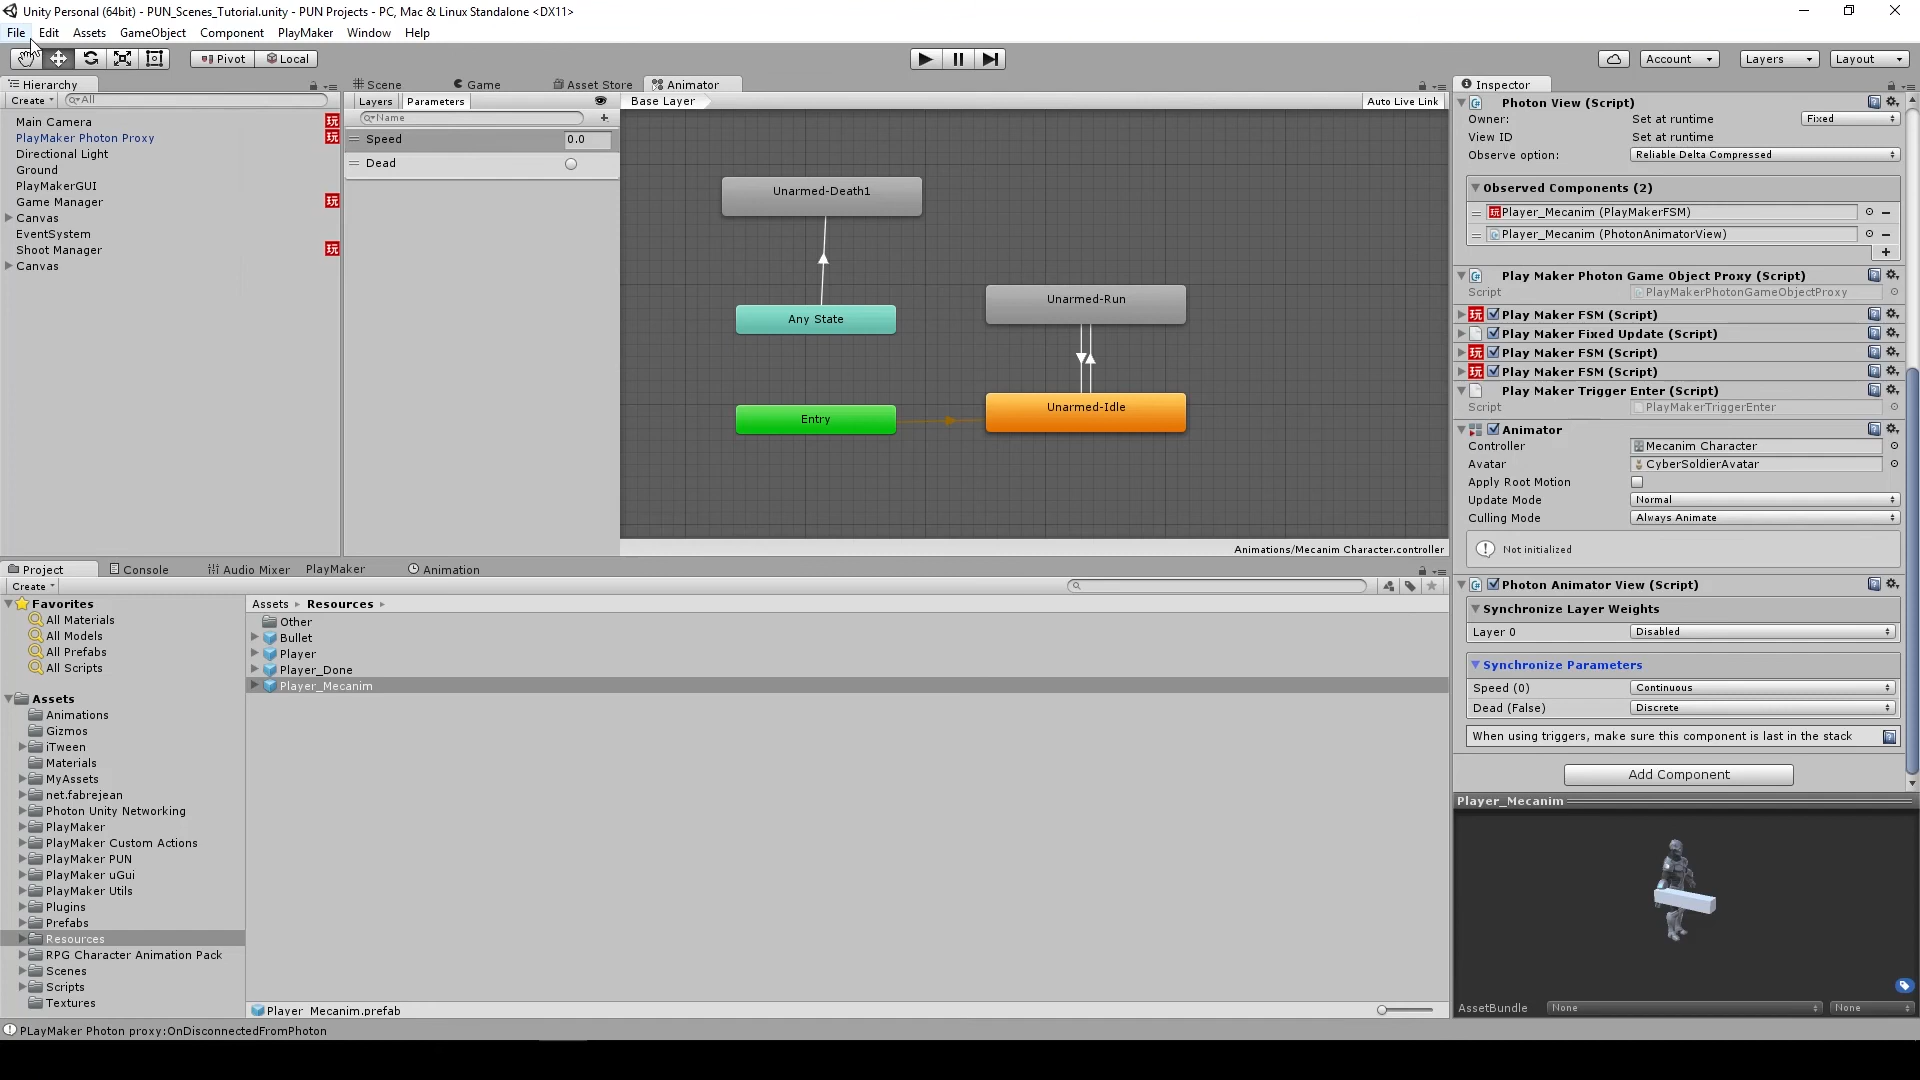 Unity Personal (64bit) - PUN_Scenes_Tutorial.unity - PUN Projects - PC, Mac & Linux Standalone <DX11>
File Edit Assets GameObject Component PlayMaker Window Help
Pivot Local Account Layers Layout
Hierarchy
Create All
Main Camera
PlayMaker Photon Proxy
Directional Light
Ground
PlayMakerGUI
Game Manager
Canvas
EventSystem
Shoot Manager
Canvas
玩
玩
玩
玩
Scene Game Asset Store Animator
Layers Parameters
Name
Speed 0.0
Dead
Base Layer Auto Live Link
Unarmed-Death1
Any State
Entry
Unarmed-Run
Unarmed-Idle
Animations/Mecanim Character.controller
Inspector
Photon View (Script)
Owner: Set at runtime Fixed
View ID Set at runtime
Observe option: Reliable Delta Compressed
Observed Components (2)
玩 Player_Mecanim (PlayMakerFSM)
Player_Mecanim (PhotonAnimatorView)
Play Maker Photon Game Object Proxy (Script)
Script PlayMakerPhotonGameObjectProxy
玩 Play Maker FSM (Script)
Play Maker Fixed Update (Script)
玩 Play Maker FSM (Script)
玩 Play Maker FSM (Script)
Play Maker Trigger Enter (Script)
Script PlayMakerTriggerEnter
Animator
Controller Mecanim Character
Avatar CyberSoldierAvatar
Apply Root Motion
Update Mode Normal
Culling Mode Always Animate
Not initialized
Photon Animator View (Script)
Synchronize Layer Weights
Layer 0 Disabled
Synchronize Parameters
Speed (0) Continuous
Dead (False) Discrete
When using triggers, make sure this component is last in the stack
Add Component
Player_Mecanim
AssetBundle None None
Project Console Audio Mixer PlayMaker Animation
Create
Favorites
All Materials
All Models
All Prefabs
All Scripts
Assets
Animations
Gizmos
iTween
Materials
MyAssets
net.fabrejean
Photon Unity Networking
PlayMaker
PlayMaker Custom Actions
PlayMaker PUN
PlayMaker uGui
PlayMaker Utils
Plugins
Prefabs
Resources
RPG Character Animation Pack
Scenes
Scripts
Textures
Assets Resources
Other
Bullet
Player
Player_Done
Player_Mecanim
Player_Mecanim.prefab
PLayMaker Photon proxy:OnDisconnectedFromPhoton